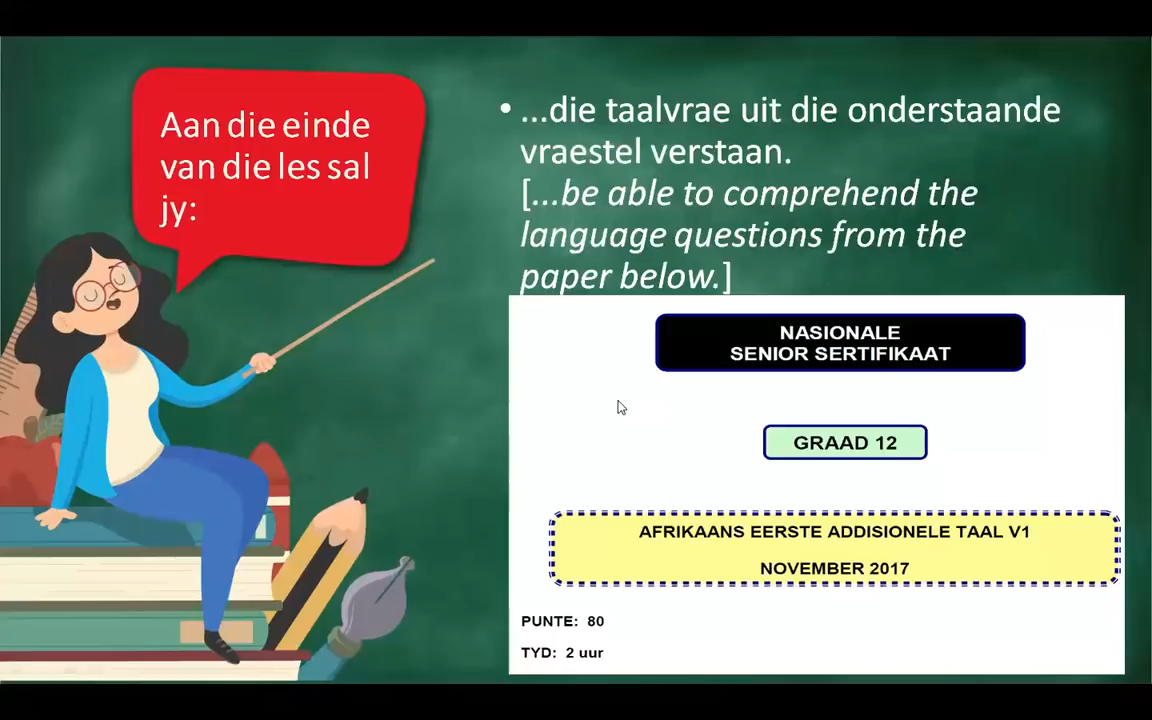 Aan die einde
van die les sal
jy:
• ...die taalvrae uit die onderstaande
vraestel verstaan.
[...be able to comprehend the
language questions from the
paper below.]
NASIONALE
SENIOR SERTIFIKAAT
GRAAD 12
AFRIKAANS EERSTE ADDISIONELE TAAL V1
NOVEMBER 2017
PUNTE: 80
TYD: 2 uur